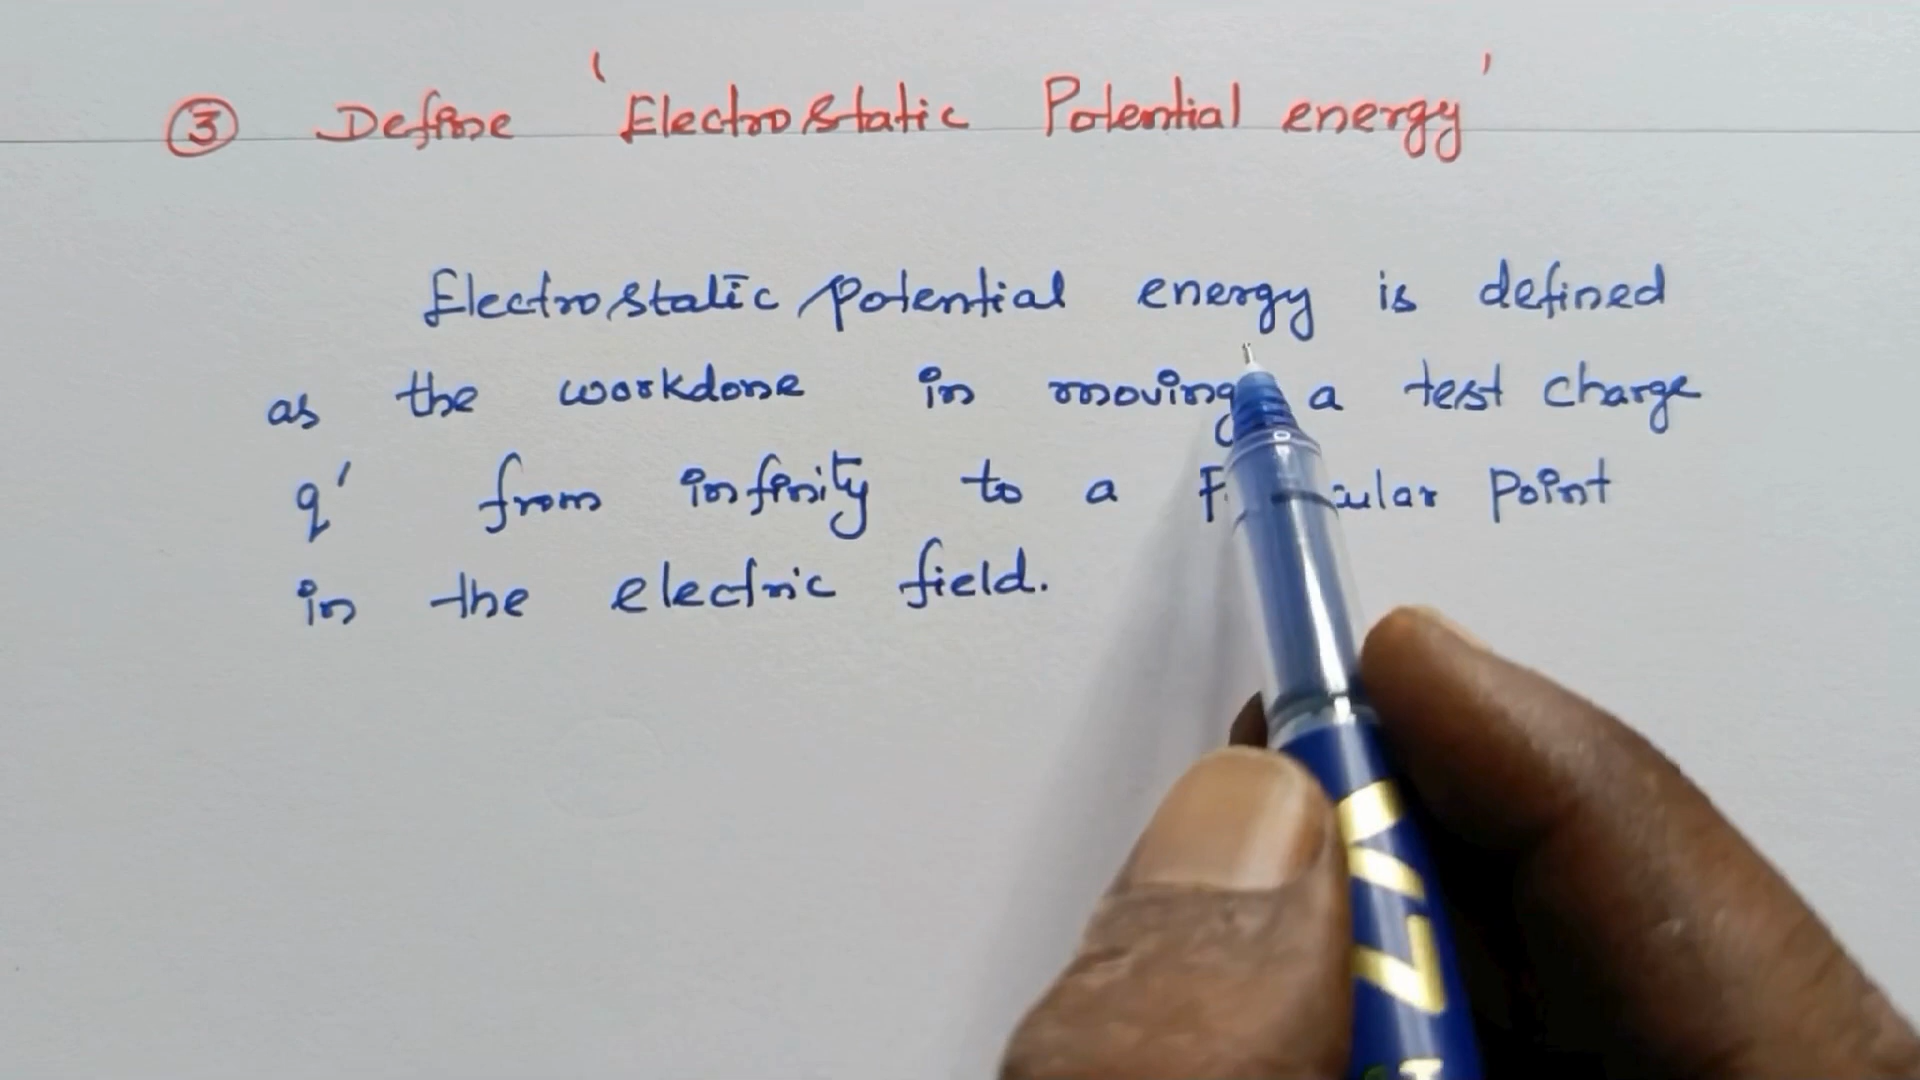 ③ Define 'Electrostatic Potential energy'
Electrostatic potential energy is defined
as the workdone in moving a test charge
q' from infinity to a point
in the electric field.